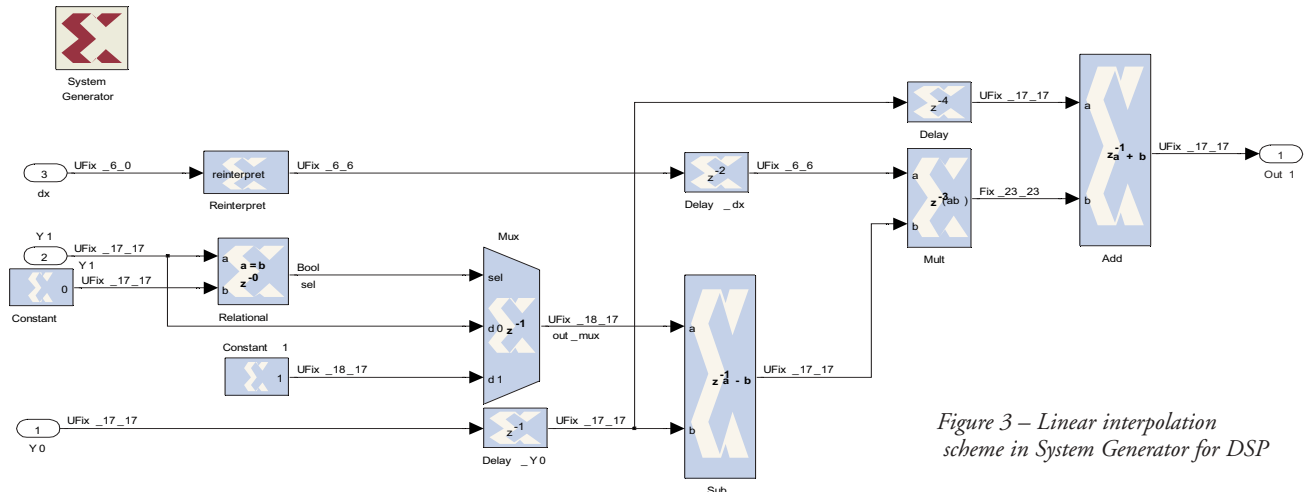 System
Generator
z-4
UFix _17_17
Delay
a
b
z-1
a + b
Add
UFix _17_17
1
Out 1
3
dx
UFix _6_0
reinterpret
Reinterpret
UFix _6_6
z-2
Delay _dx
UFix _6_6
a
b
z-3
(ab )
Mult
Fix _23_23
Y 1
2
UFix _17_17
Y 1
0
Constant
UFix _17_17
a
b
a = b
z-0
Relational
Bool
sel
Mux
sel
d 0
z-1
d 1
UFix _18_17
out _mux
Constant 1
1
UFix _18_17
a
b
z-1
a - b
Sub
UFix _17_17
1
Y 0
UFix _17_17
z-1
Delay _Y 0
UFix _17_17
Figure 3 – Linear interpolation
scheme in System Generator for DSP